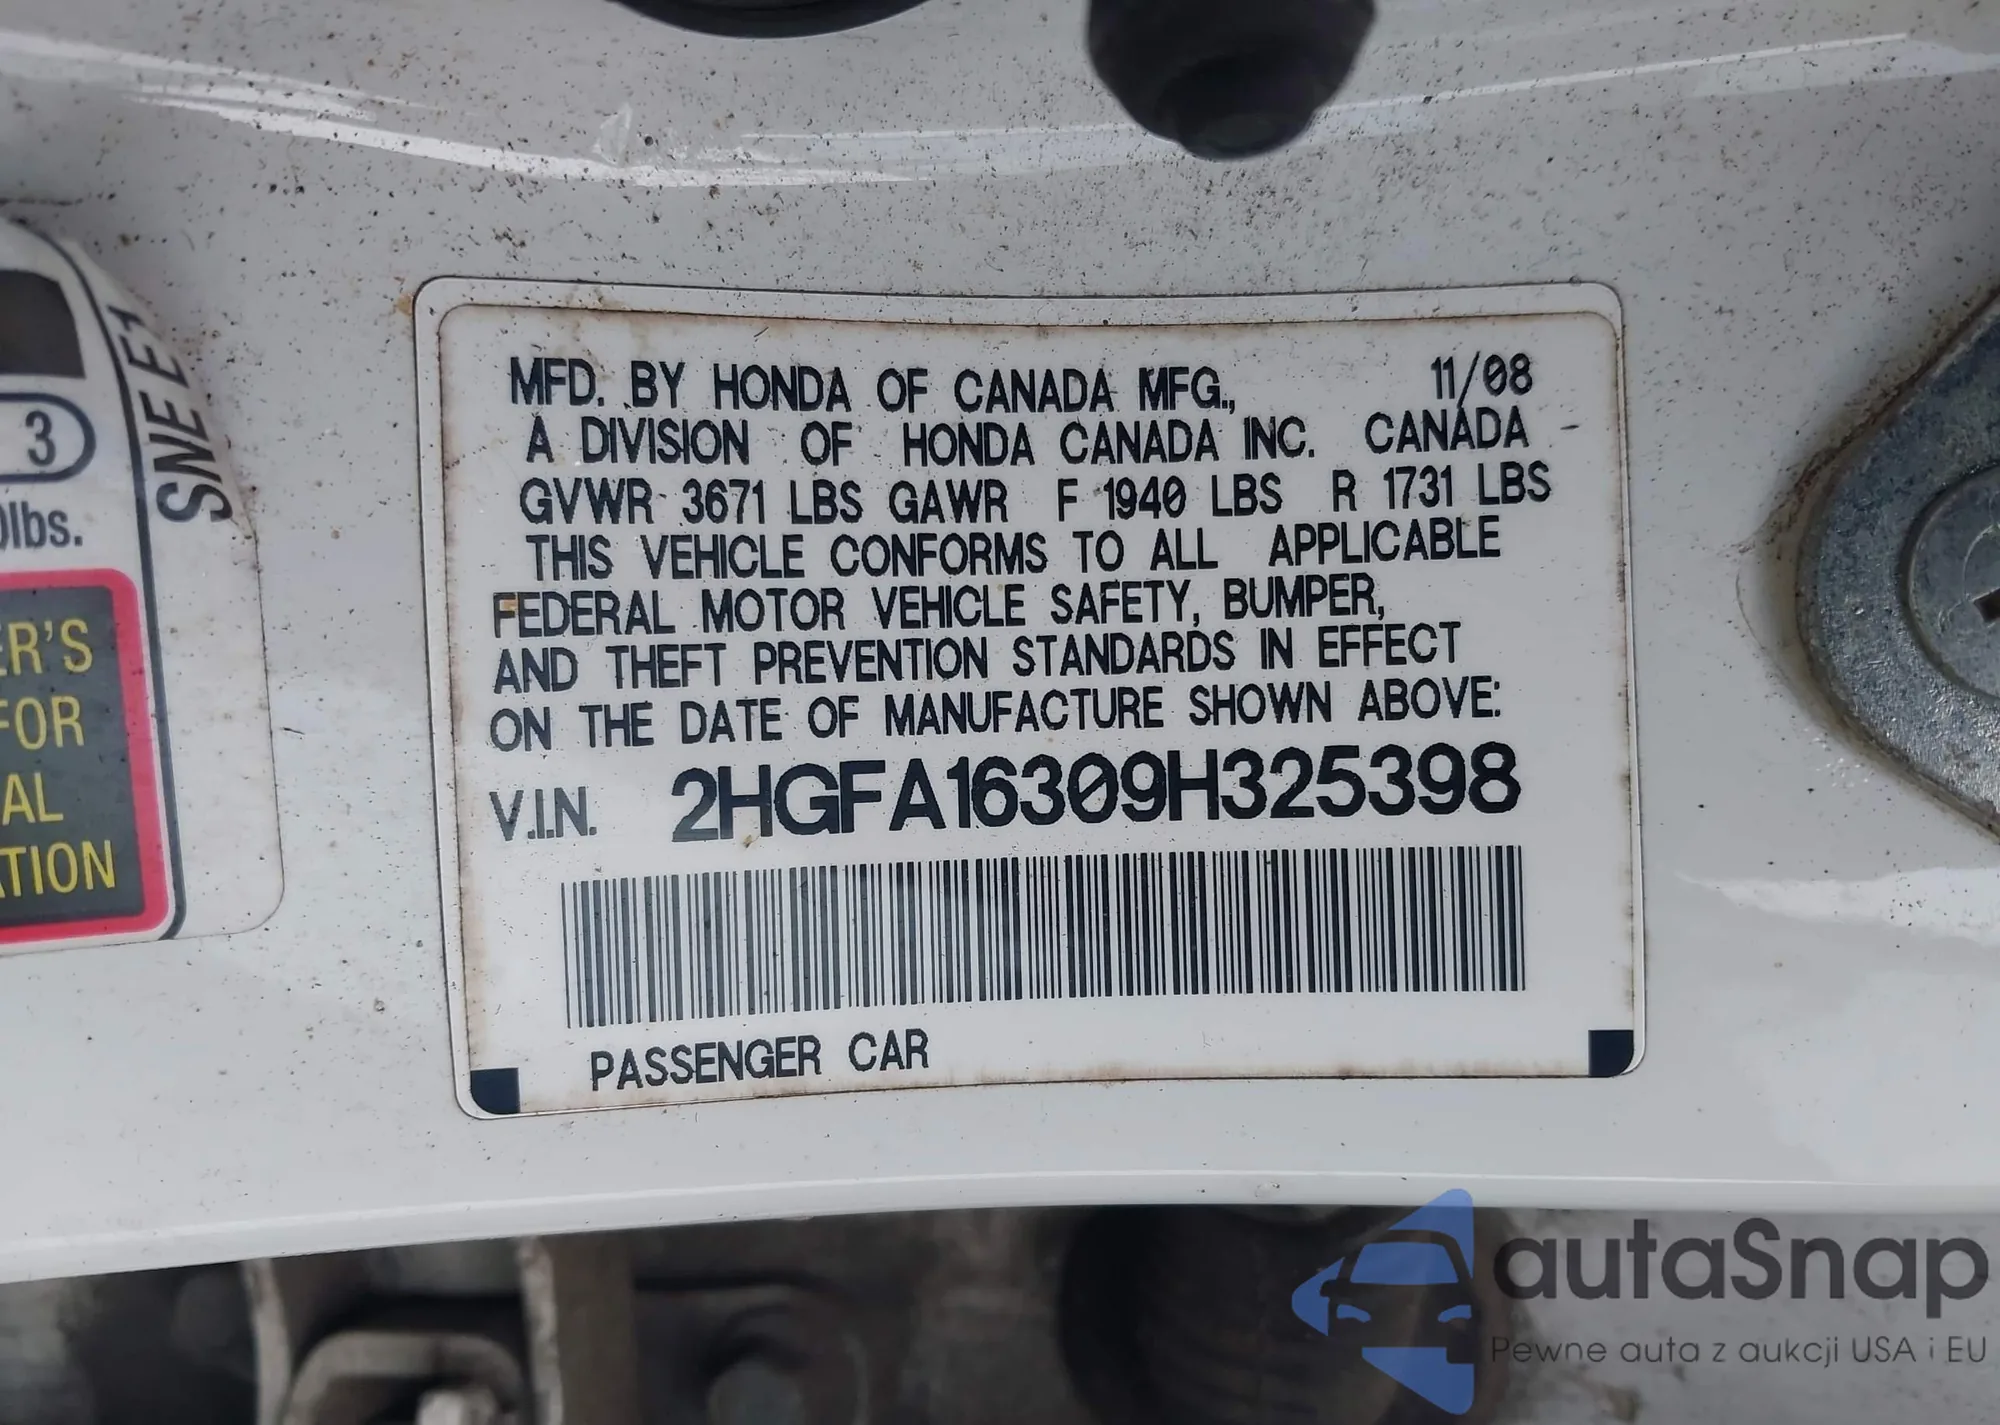 MFD. BY HONDA OF CANADA MFG., 11/08
A DIVISION OF HONDA CANADA INC. CANADA
GVWR 3671 LBS GAWR F 1940 LBS R 1731 LBS
THIS VEHICLE CONFORMS TO ALL APPLICABLE
FEDERAL MOTOR VEHICLE SAFETY, BUMPER,
AND THEFT PREVENTION STANDARDS IN EFFECT
ON THE DATE OF MANUFACTURE SHOWN ABOVE:
V.I.N. 2HGFA16309H325398
PASSENGER CAR
SNE E1
3
lbs.
ER'S
FOR
AL
ATION
autaSnap
Pewne auta z aukcji USA i EU